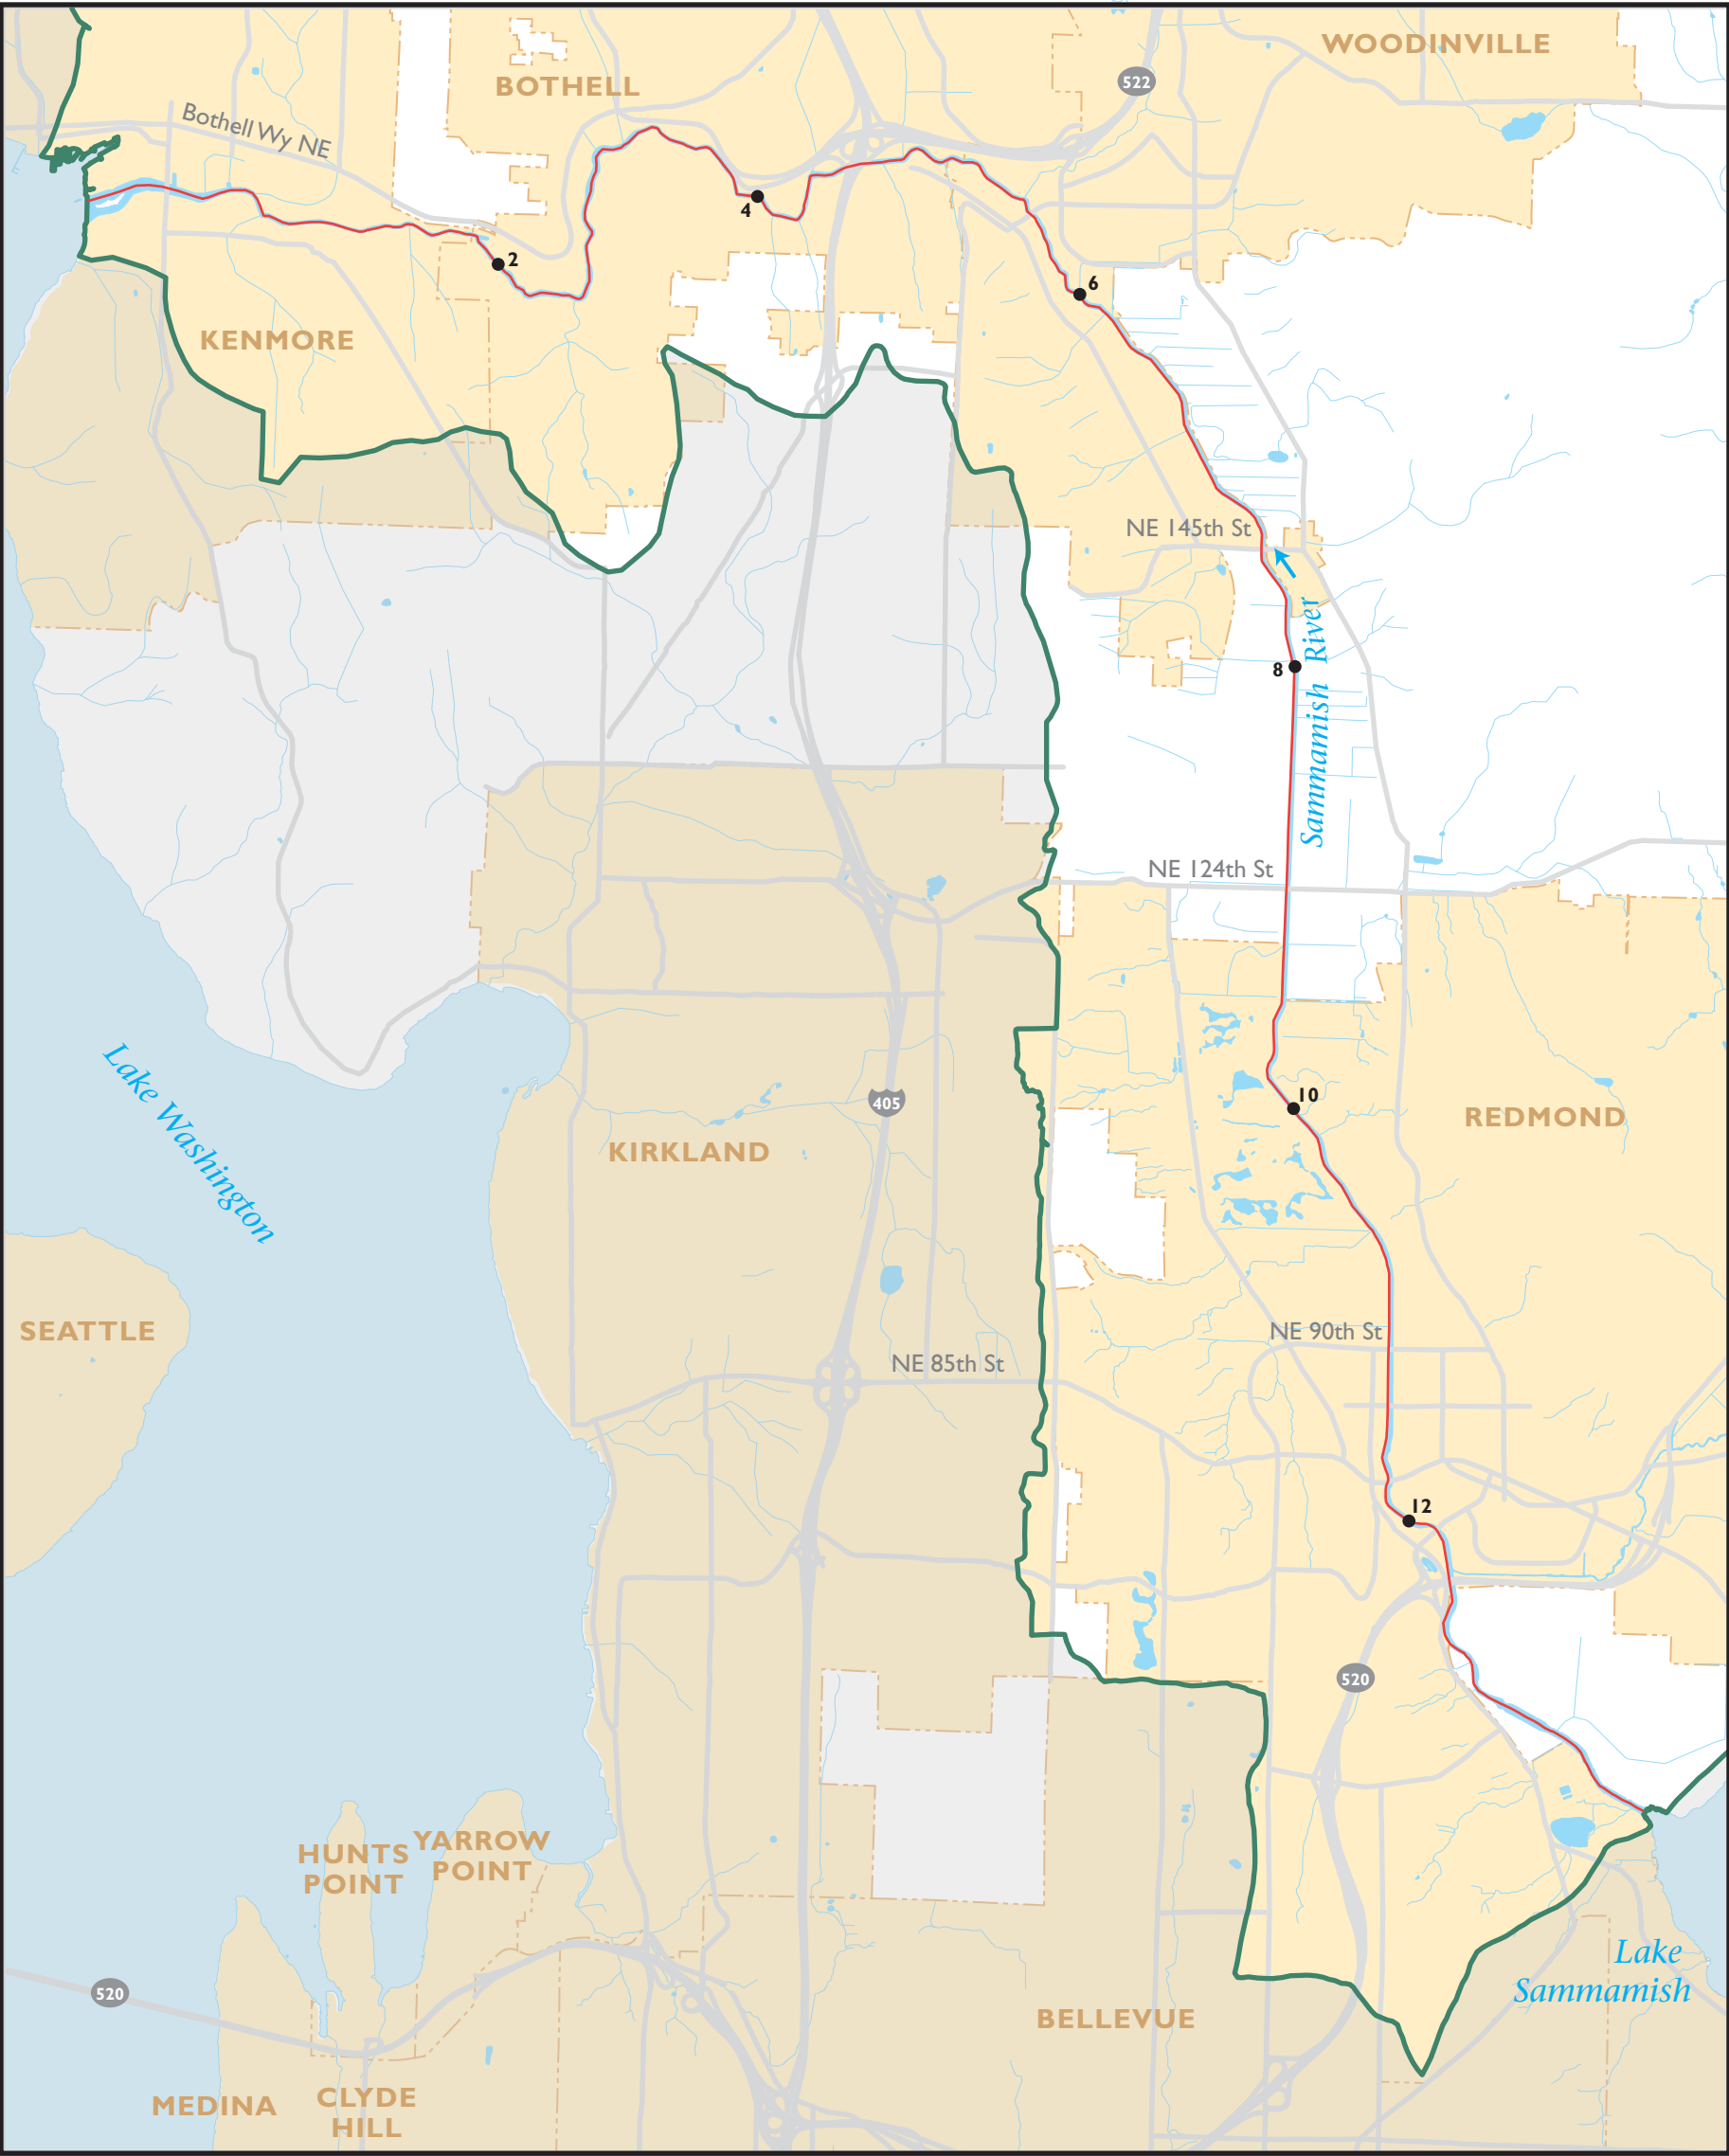 WOODINVILLE
BOTHELL
522
Bothell Wy NE
4
2
6
KENMORE
NE 145th St
Sammamish River
8
NE 124th St
Lake Washington
10
405
REDMOND
KIRKLAND
SEATTLE
NE 90th St
NE 85th St
12
520
YARROW
POINT
HUNTS
POINT
Lake
Sammamish
520
BELLEVUE
MEDINA
CLYDE
HILL